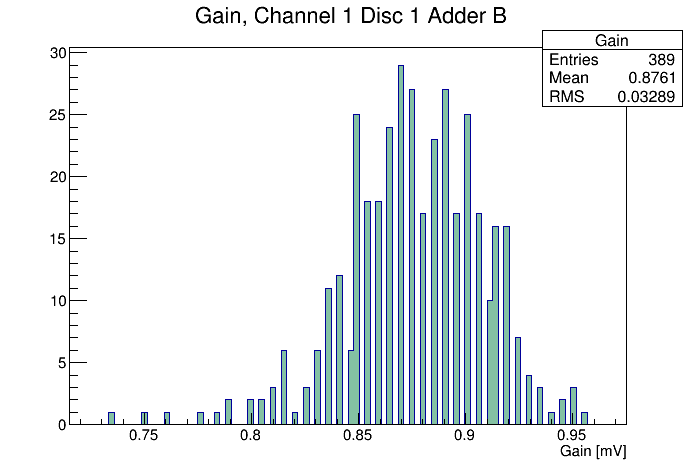 Gain, Channel 1 Disc 1 Adder B
Gain
Entries 389
Mean 0.8761
RMS 0.03289
30
25
20
15
10
5
0
0.75 0.8 0.85 0.9 0.95
Gain [mV]